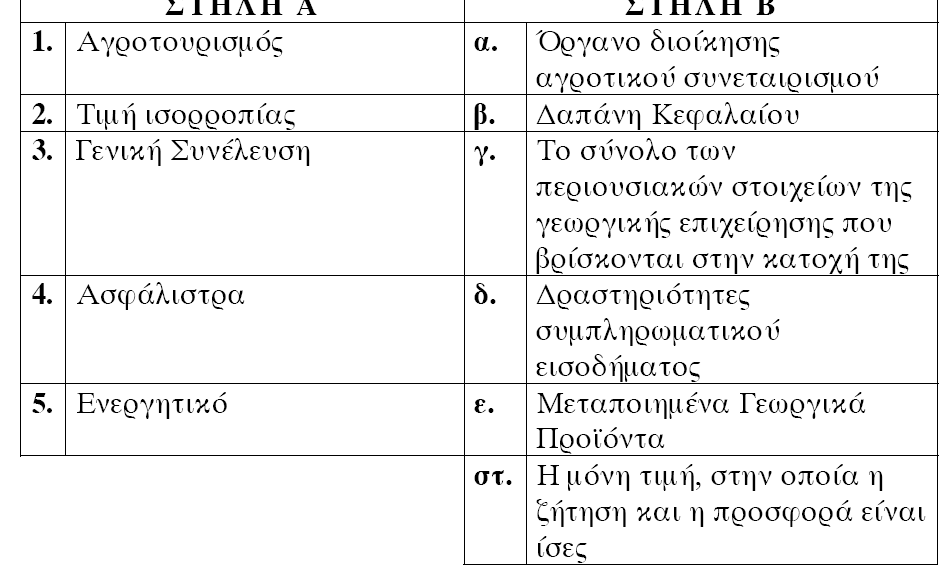 ΣΤΗΛΗ Α ΣΤΗΛΗ Β
1. Αγροτουρισμός α. Όργανο διοίκησης
αγροτικού συνεταιρισμού
2. Τιμή ισορροπίας β. Δαπάνη Κεφαλαίου
3. Γενική Συνέλευση γ. Το σύνολο των
περιουσιακών στοιχείων της
γεωργικής επιχείρησης που
βρίσκονται στην κατοχή της
4. Ασφάλιστρα δ. Δραστηριότητες
συμπληρωματικού
εισοδήματος
5. Ενεργητικό ε. Μεταποιημένα Γεωργικά
Προϊόντα
στ. Η μόνη τιμή, στην οποία η
ζήτηση και η προσφορά είναι
ίσες